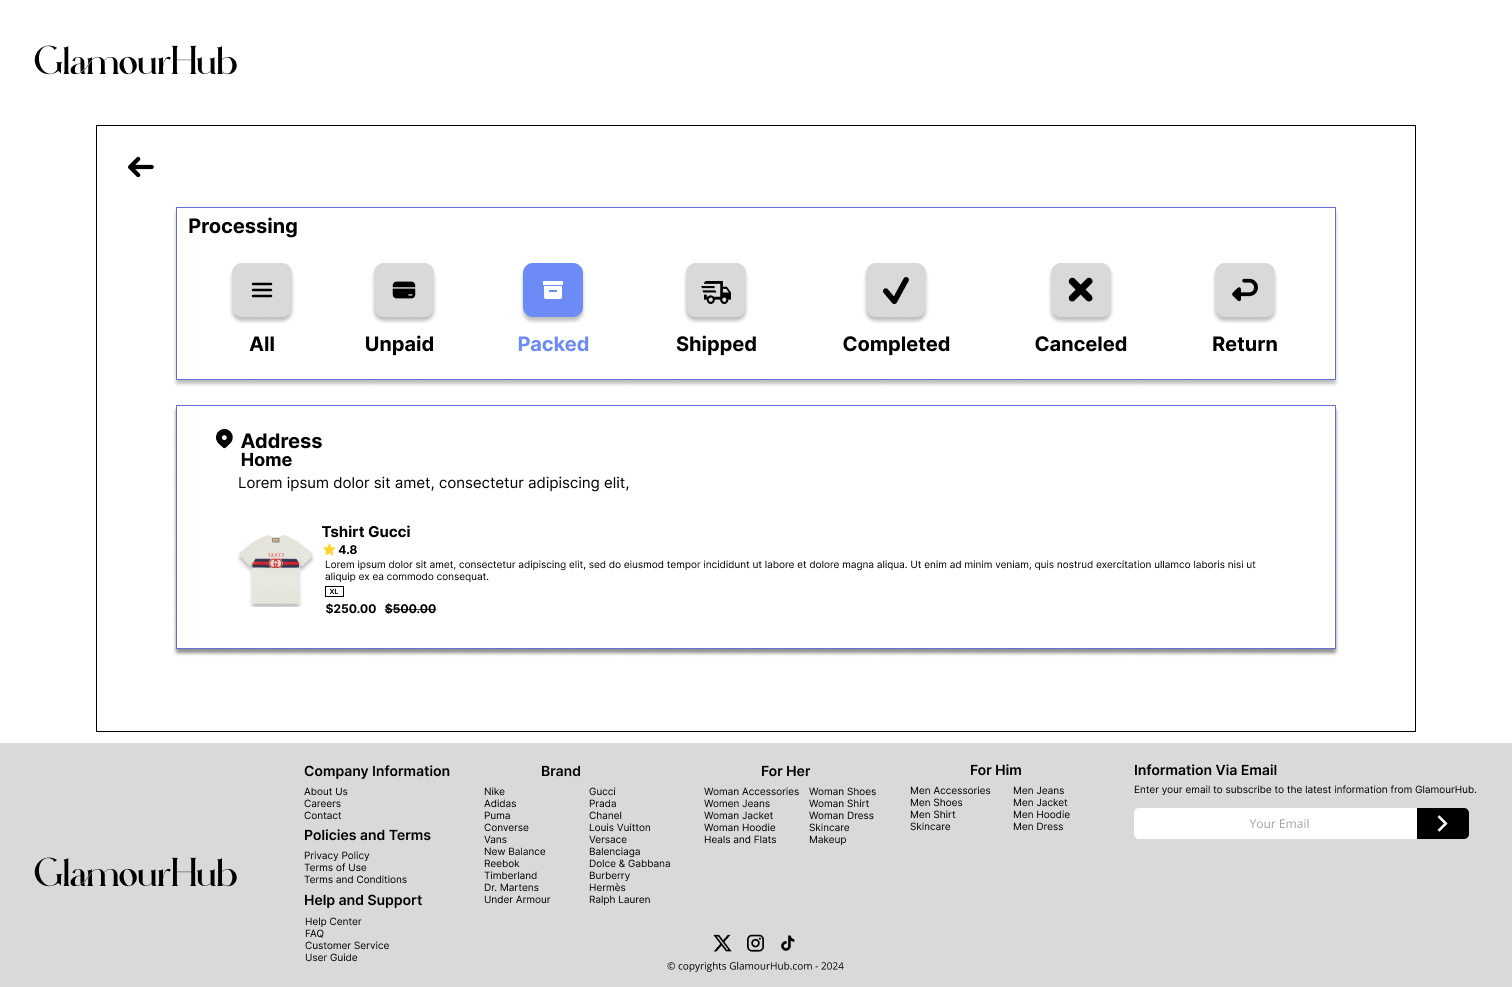 GlamourHub
Processing
All
Unpaid
Packed
Shipped
Completed
Canceled
Return
Address
Home
Lorem ipsum dolor sit amet, consectetur adipiscing elit,
Tshirt Gucci
4.8
GUCCI
Lorem ipsum dolor sit amet, consectetur adipiscing elit, sed do eiusmod tempor incididunt ut labore et dolore magna aliqua. Ut enim ad minim veniam, quis nostrud exercitation ullamco laboris nisi ut
aliquip ex ea commodo consequat.
XL
$250.00 $500.00
GlamourHub
Company Information
About Us
Careers
Contact
Policies and Terms
Privacy Policy
Terms of Use
Terms and Conditions
Help and Support
Help Center
FAQ
Customer Service
User Guide
Brand
Nike
Adidas
Puma
Converse
Vans
New Balance
Reebok
Timberland
Dr. Martens
Under Armour
Gucci
Prada
Chanel
Louis Vuitton
Versace
Balenciaga
Dolce & Gabbana
Burberry
Hermès
Ralph Lauren
For Her
Woman Accessories
Women Jeans
Woman Jacket
Woman Hoodie
Heals and Flats
Woman Shoes
Woman Shirt
Woman Dress
Skincare
Makeup
For Him
Men Accessories
Men Shoes
Men Shirt
Skincare
Men Jeans
Men Jacket
Men Hoodie
Men Dress
Information Via Email
Enter your email to subscribe to the latest information from GlamourHub.
Your Email
© copyrights GlamourHub.com - 2024